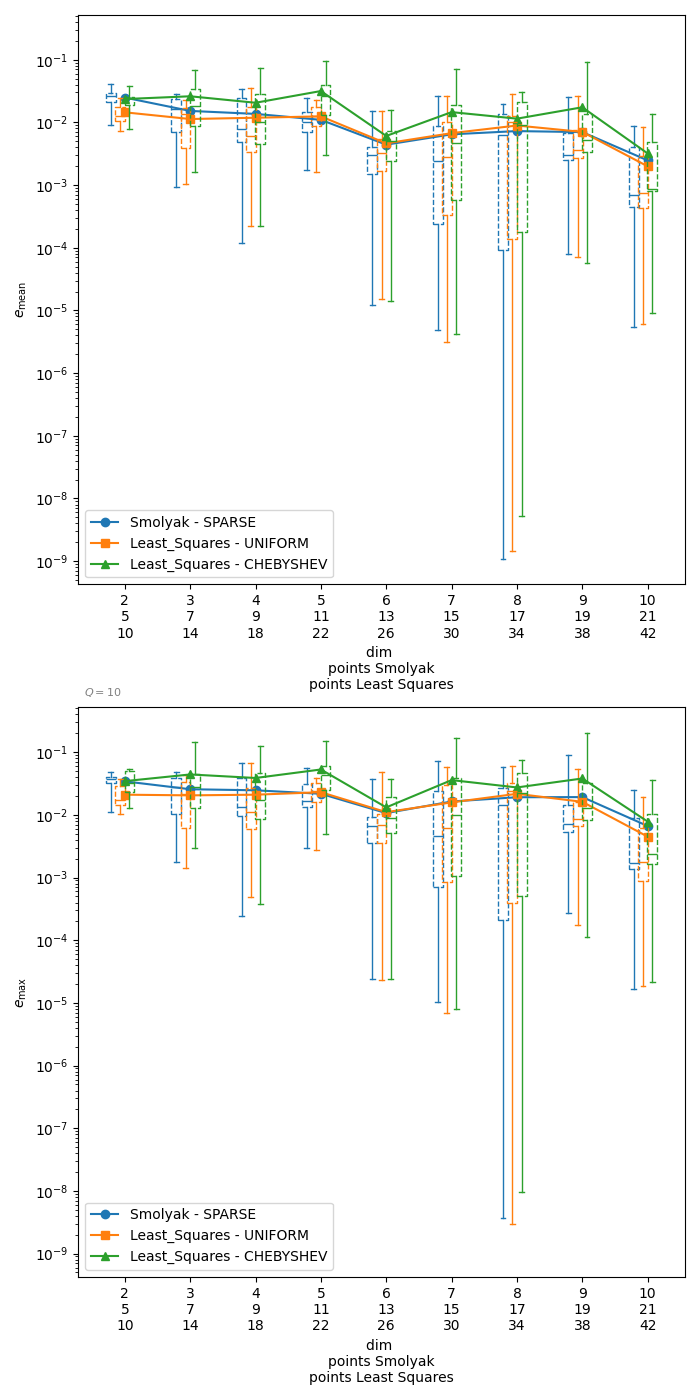 10⁻¹
10⁻²
10⁻³
10⁻⁴
10⁻⁵
10⁻⁶
10⁻⁷
10⁻⁸
10⁻⁹
e_mean
Smolyak - SPARSE
Least_Squares - UNIFORM
Least_Squares - CHEBYSHEV
2 3 4 5 6 7 8 9 10
5 7 9 11 13 15 17 19 21
10 14 18 22 26 30 34 38 42
dim
points Smolyak
points Least Squares
Q = 10
10⁻¹
10⁻²
10⁻³
10⁻⁴
10⁻⁵
10⁻⁶
10⁻⁷
10⁻⁸
10⁻⁹
e_max
Smolyak - SPARSE
Least_Squares - UNIFORM
Least_Squares - CHEBYSHEV
2 3 4 5 6 7 8 9 10
5 7 9 11 13 15 17 19 21
10 14 18 22 26 30 34 38 42
dim
points Smolyak
points Least Squares